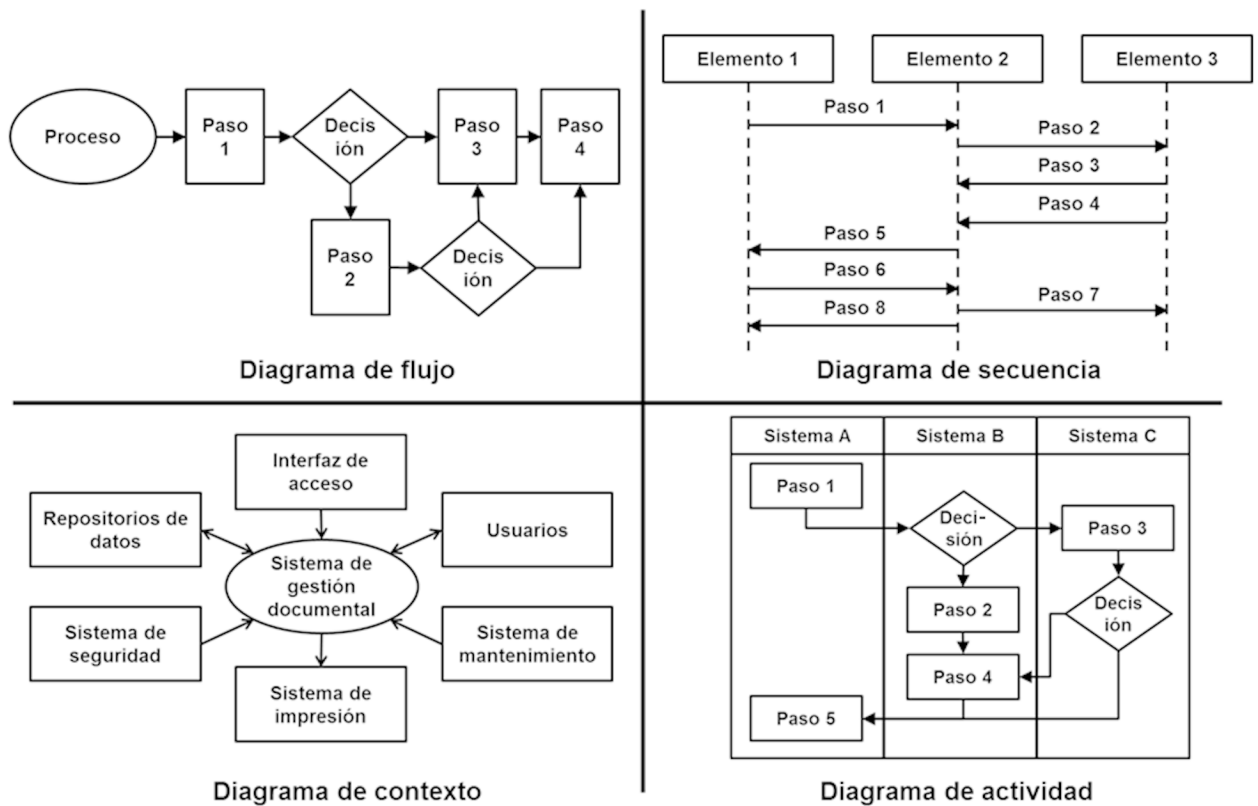 Proceso
Paso
1
Decis
ión
Paso
3
Paso
4
Paso
2
Decis
ión
Diagrama de flujo
Elemento 1
Elemento 2
Elemento 3
Paso 1
Paso 2
Paso 3
Paso 4
Paso 5
Paso 6
Paso 7
Paso 8
Diagrama de secuencia
Interfaz de
acceso
Repositorios de
datos
Usuarios
Sistema de
gestión
documental
Sistema de
seguridad
Sistema de
mantenimiento
Sistema de
impresión
Diagrama de contexto
Sistema A
Sistema B
Sistema C
Paso 1
Deci-
sión
Paso 3
Paso 2
Decis
ión
Paso 4
Paso 5
Diagrama de actividad